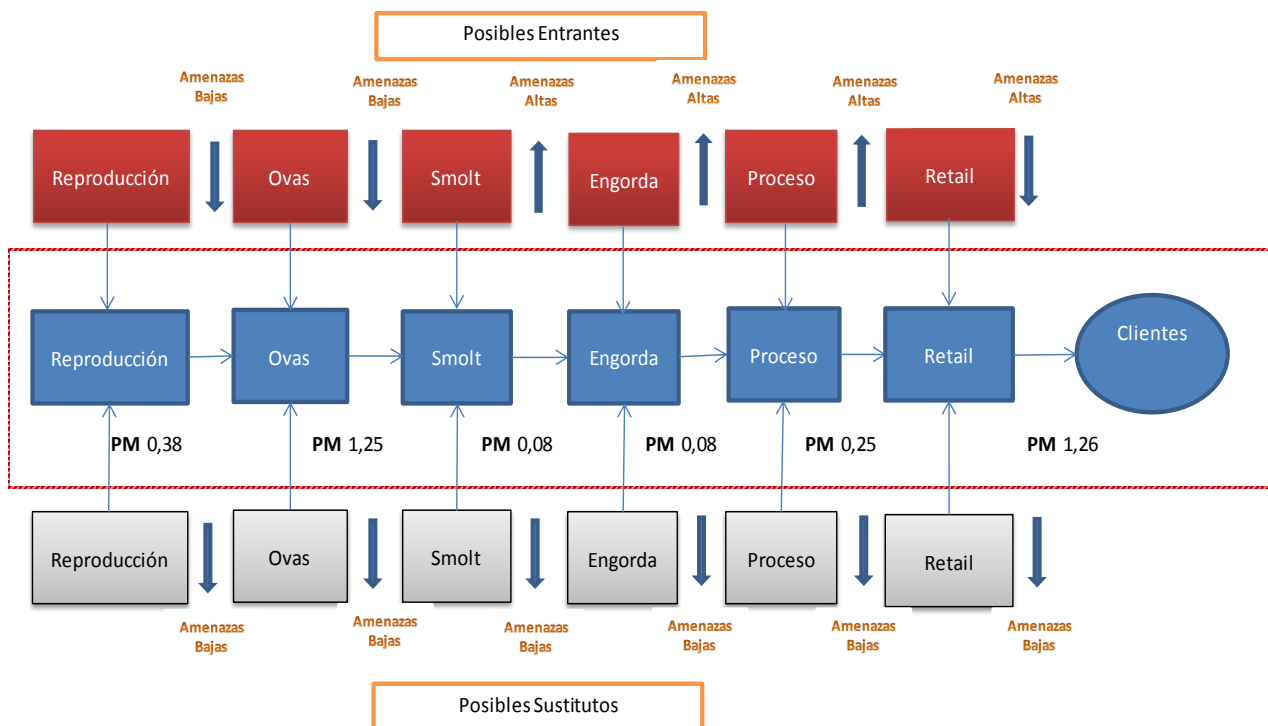 Posibles Entrantes
Amenazas
Bajas
Amenazas
Bajas
Amenazas
Altas
Amenazas
Altas
Amenazas
Altas
Amenazas
Altas
Reproducción
Ovas
Smolt
Engorda
Proceso
Retail
Reproducción
Ovas
Smolt
Engorda
Proceso
Retail
Clientes
PM 0,38
PM 1,25
PM 0,08
PM 0,08
PM 0,25
PM 1,26
Reproducción
Ovas
Smolt
Engorda
Proceso
Retail
Amenazas
Bajas
Amenazas
Bajas
Amenazas
Bajas
Amenazas
Bajas
Amenazas
Bajas
Amenazas
Bajas
Posibles Sustitutos